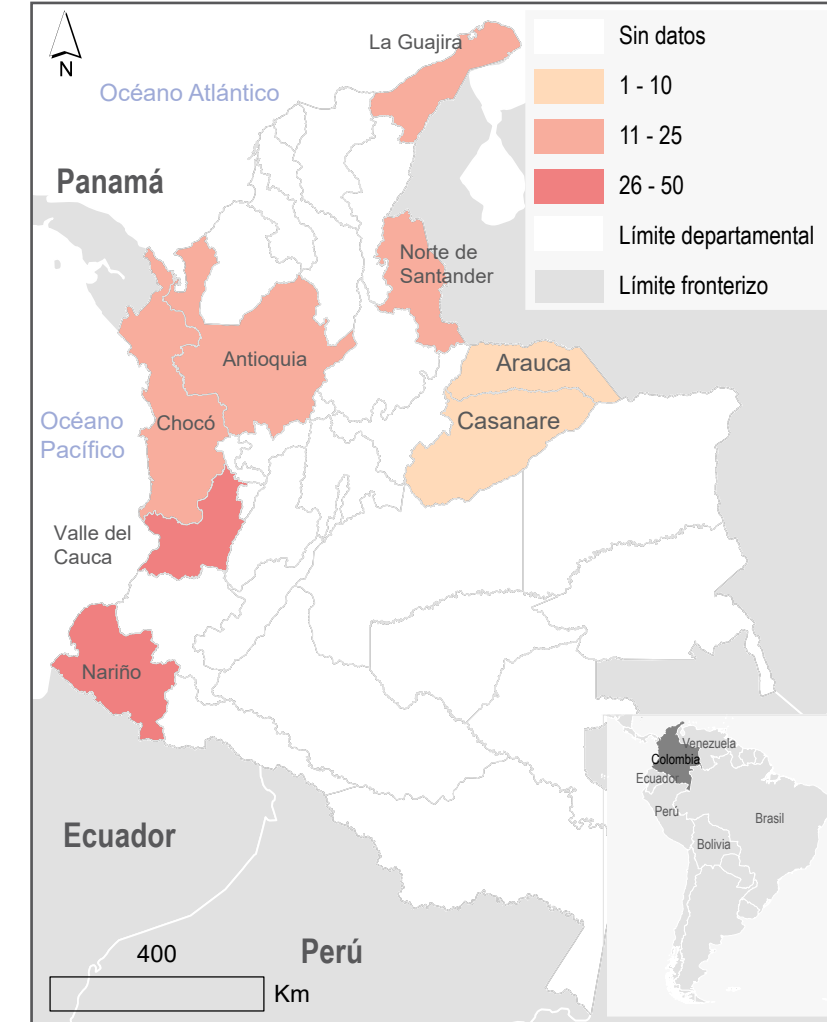 La Guajira
N
Océano Atlántico
Panamá
Sin datos
1 - 10
11 - 25
26 - 50
Límite departamental
Límite fronterizo
Norte de
Santander
Antioquia
Arauca
Océano
Pacífico
Chocó
Casanare
Valle del
Cauca
Nariño
Ecuador
Perú
400
Km
Venezuela
Colombia
Ecuador
Perú
Brasil
Bolivia